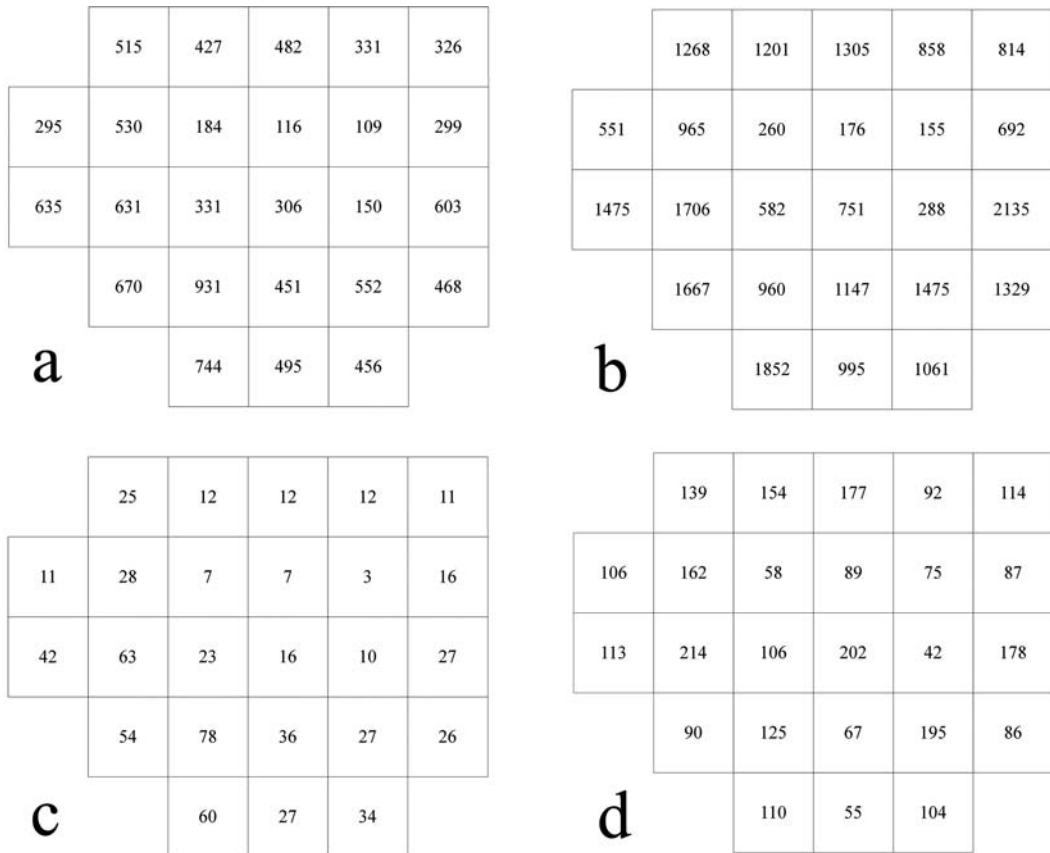 515 427 482 331 326
295 530 184 116 109 299
635 631 331 306 150 603
670 931 451 552 468
744 495 456
a
1268 1201 1305 858 814
551 965 260 176 155 692
1475 1706 582 751 288 2135
1667 960 1147 1475 1329
1852 995 1061
b
25 12 12 12 11
11 28 7 7 3 16
42 63 23 16 10 27
54 78 36 27 26
60 27 34
c
139 154 177 92 114
106 162 58 89 75 87
113 214 106 202 42 178
90 125 67 195 86
110 55 104
d